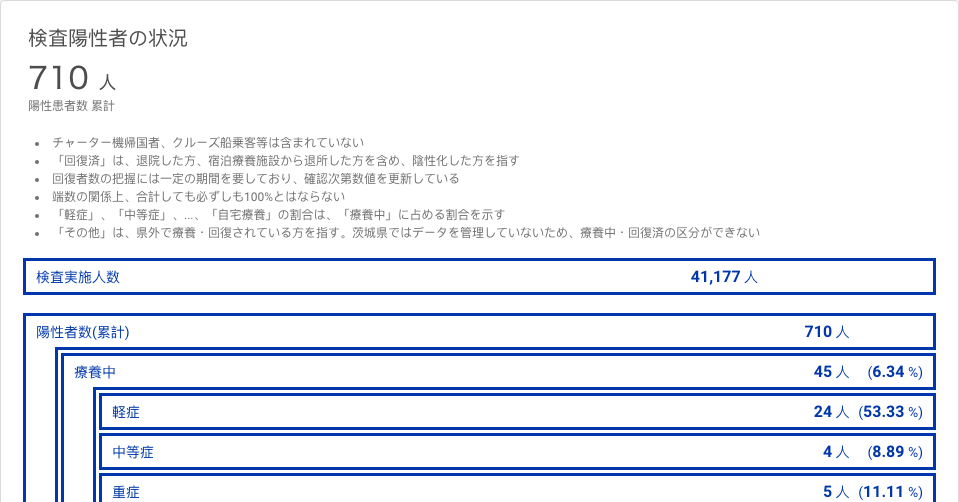 検査陽性者の状況
710 人
陽性患者数 累計
• チャーター機帰国者、クルーズ船乗客等は含まれていない
• 「回復済」は、退院した方、宿泊療養施設から退所した方を含め、陰性化した方を指す
• 回復者数の把握には一定の期間を要しており、確認次第数値を更新している
• 端数の関係上、合計しても必ずしも100%とはならない
• 「軽症」、「中等症」、...、「自宅療養」の割合は、「療養中」に占める割合を示す
• 「その他」は、県外で療養・回復されている方を指す。茨城県ではデータを管理していないため、療養中・回復済の区分ができない
検査実施人数 41,177 人
陽性者数(累計) 710 人
療養中 45 人 (6.34 %)
軽症 24 人 (53.33 %)
中等症 4 人 (8.89 %)
重症 5 人 (11.11 %)